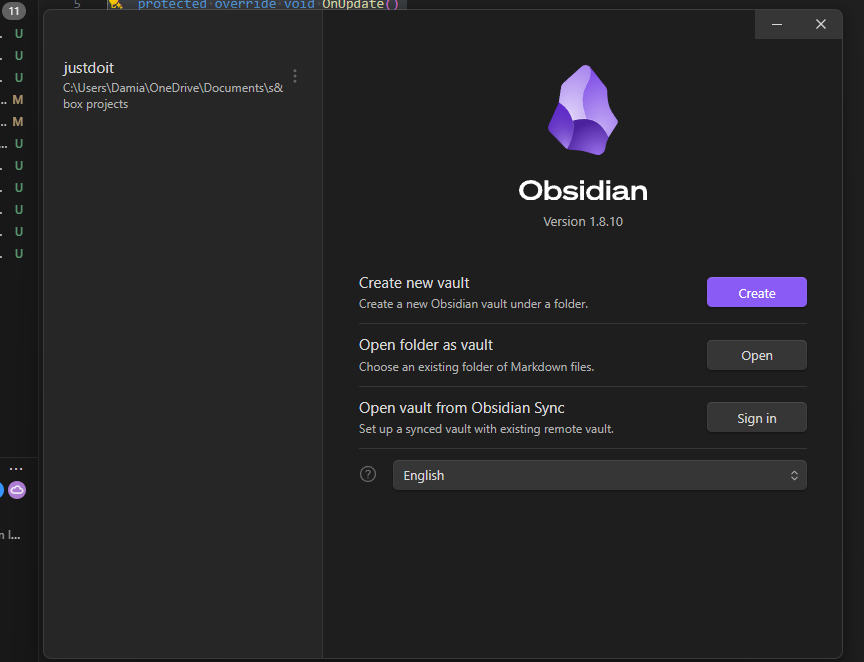 11
5 protected override void OnUpdate()
U
U
U
... M
... M
... U
U
U
U
U
U
...
n l...
justdoit
C:\Users\Damia\OneDrive\Documents\s&
box projects
Obsidian
Version 1.8.10
Create new vault
Create a new Obsidian vault under a folder.
Create
Open folder as vault
Choose an existing folder of Markdown files.
Open
Open vault from Obsidian Sync
Set up a synced vault with existing remote vault.
Sign in
? English